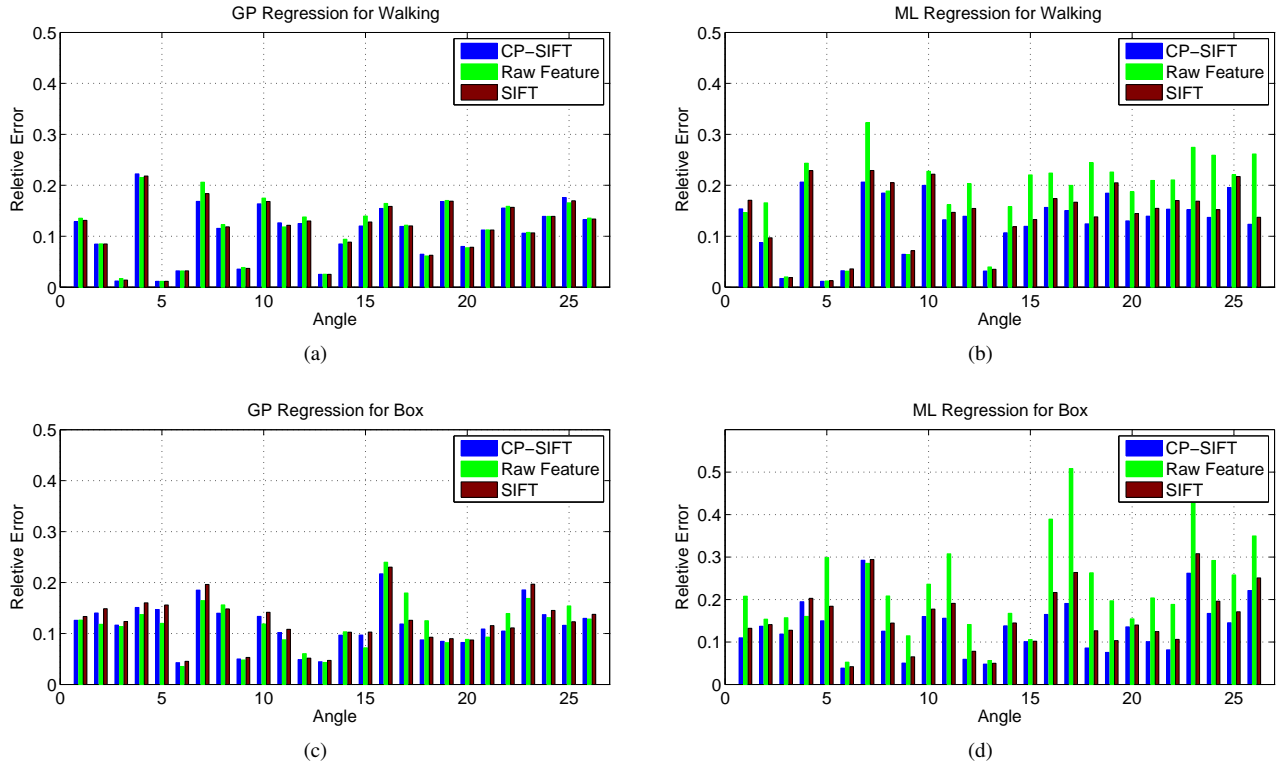 GP Regression for Walking
0.5
0.4
0.3
0.2
0.1
0
Reletive Error
CP-SIFT
Raw Feature
SIFT
0 5 10 15 20 25
Angle
(a)
ML Regression for Walking
0.5
0.4
0.3
0.2
0.1
0
Reletive Error
CP-SIFT
Raw Feature
SIFT
0 5 10 15 20 25
Angle
(b)
GP Regression for Box
0.5
0.4
0.3
0.2
0.1
0
Reletive Error
CP-SIFT
Raw Feature
SIFT
0 5 10 15 20 25
Angle
(c)
ML Regression for Box
0.5
0.4
0.3
0.2
0.1
0
Reletive Error
CP-SIFT
Raw Feature
SIFT
0 5 10 15 20 25
Angle
(d)